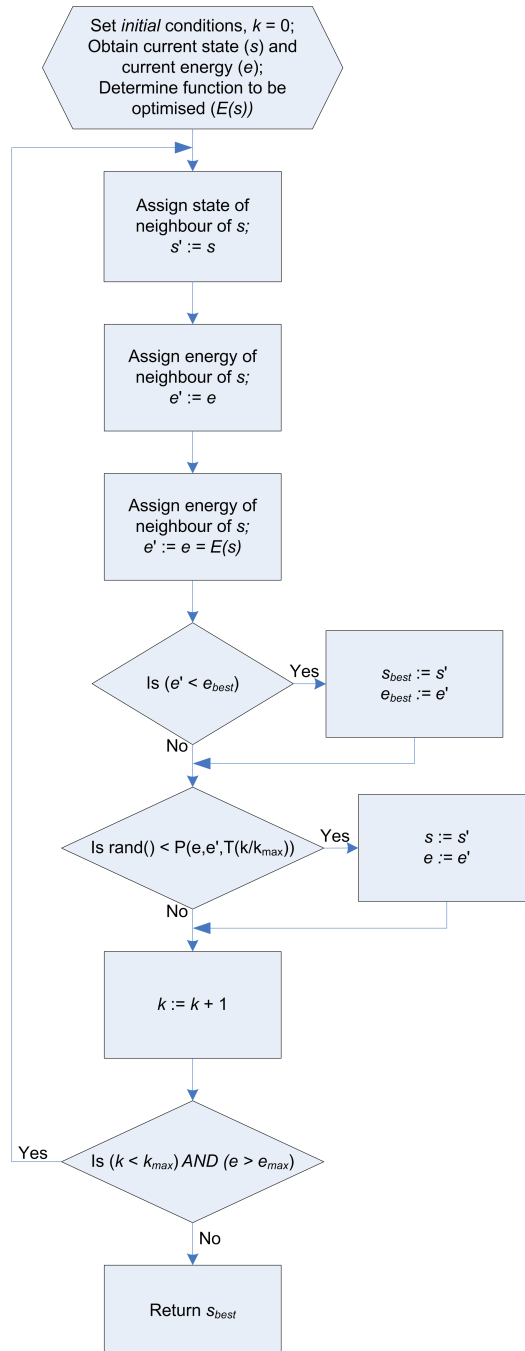 Set initial conditions, k = 0;
Obtain current state (s) and
current energy (e);
Determine function to be
optimised (E(s))
Assign state of
neighbour of s;
s' := s
Assign energy of
neighbour of s;
e' := e
Assign energy of
neighbour of s;
e' := e = E(s)
Is (e' < ebest)
Yes
sbest := s'
ebest := e'
No
Is rand() < P(e,e',T(k/kmax))
Yes
s := s'
e := e'
No
k := k + 1
Is (k < kmax) AND (e > emax)
Yes
No
Return sbest